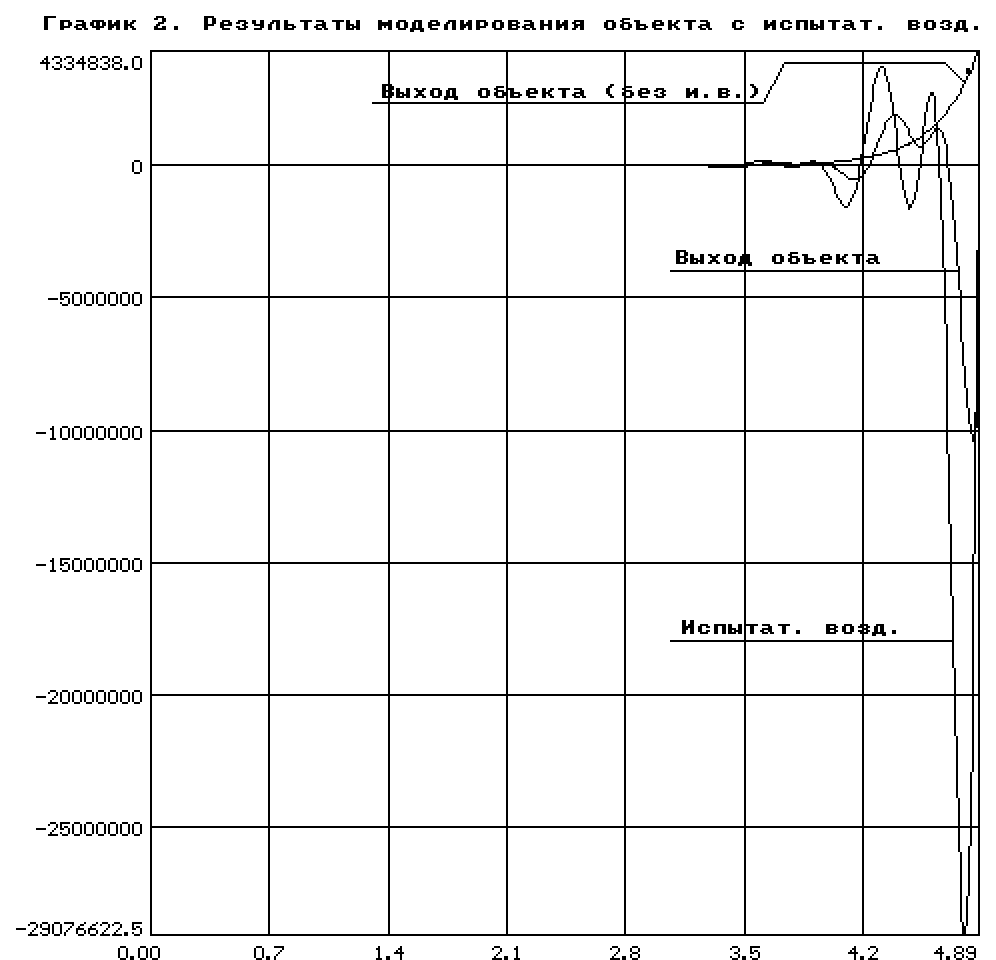 График 2. Результаты моделирования объекта с испытат. возд.
4334838.0
Выход объекта (без и.в.)
0
Выход объекта
-5000000
-10000000
-15000000
Испытат. возд.
-20000000
-25000000
-29076622.5
0.00 0.7 1.4 2.1 2.8 3.5 4.2 4.89